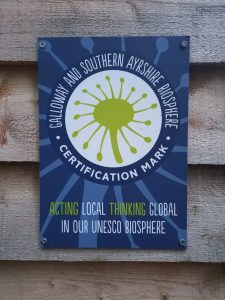 GALLOWAY AND SOUTHERN AYRSHIRE BIOSPHERE
• CERTIFICATION MARK •
ACTING LOCAL THINKING GLOBAL
IN OUR UNESCO BIOSPHERE